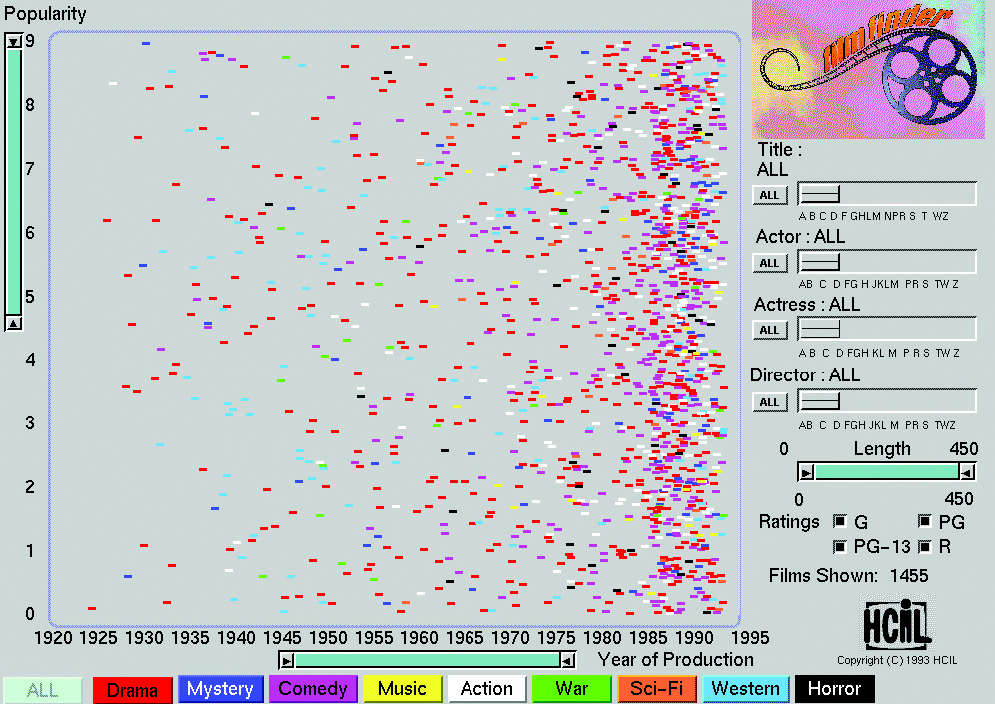 Popularity
9
8
7
6
5
4
3
2
1
0
1920 1925 1930 1935 1940 1945 1950 1955 1960 1965 1970 1975 1980 1985 1990 1995
Year of Production
film finder
Title :
ALL
ALL
A B C D F GHLM NPR S T WZ
Actor : ALL
ALL
AB C D FG H JKLM P R S TW Z
Actress : ALL
ALL
A B C D FGH KL M P R S TW Z
Director : ALL
ALL
AB C D FGH JKL M P R S TWZ
0 Length 450
0 450
Ratings G PG
PG-13 R
Films Shown: 1455
HCIL
Copyright (C) 1993 HCIL
ALL Drama Mystery Comedy Music Action War Sci-Fi Western Horror